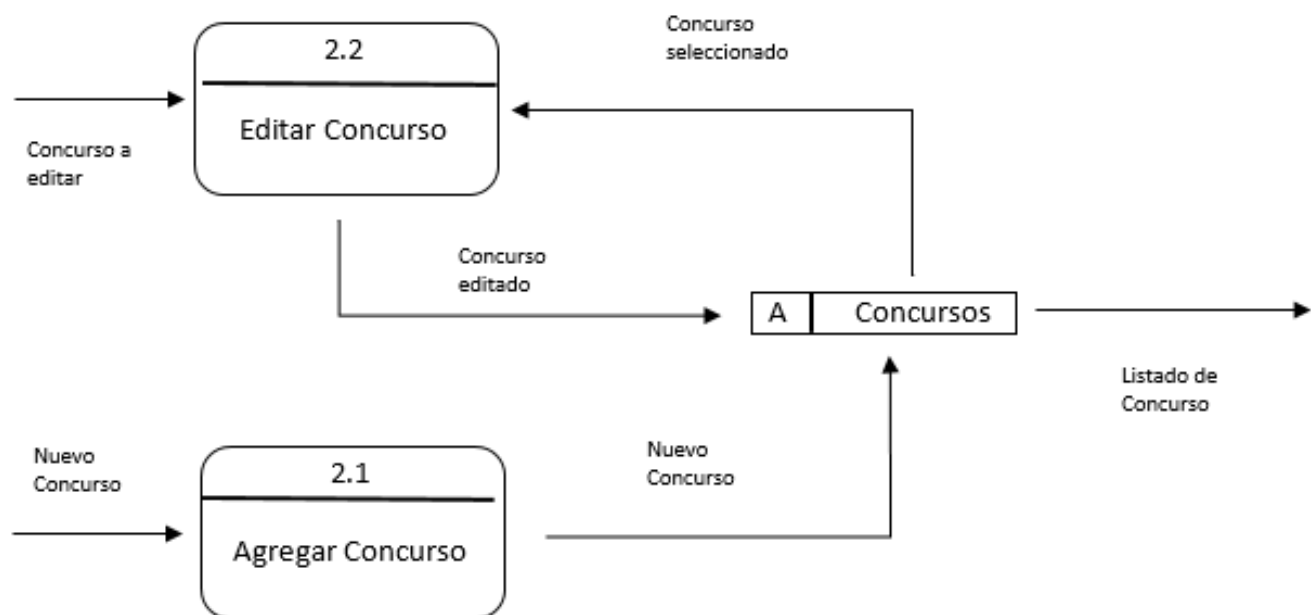 2.2
Editar Concurso
Concurso
seleccionado
Concurso a
editar
Concurso
editado
A
Concursos
Listado de
Concurso
Nuevo
Concurso
2.1
Agregar Concurso
Nuevo
Concurso